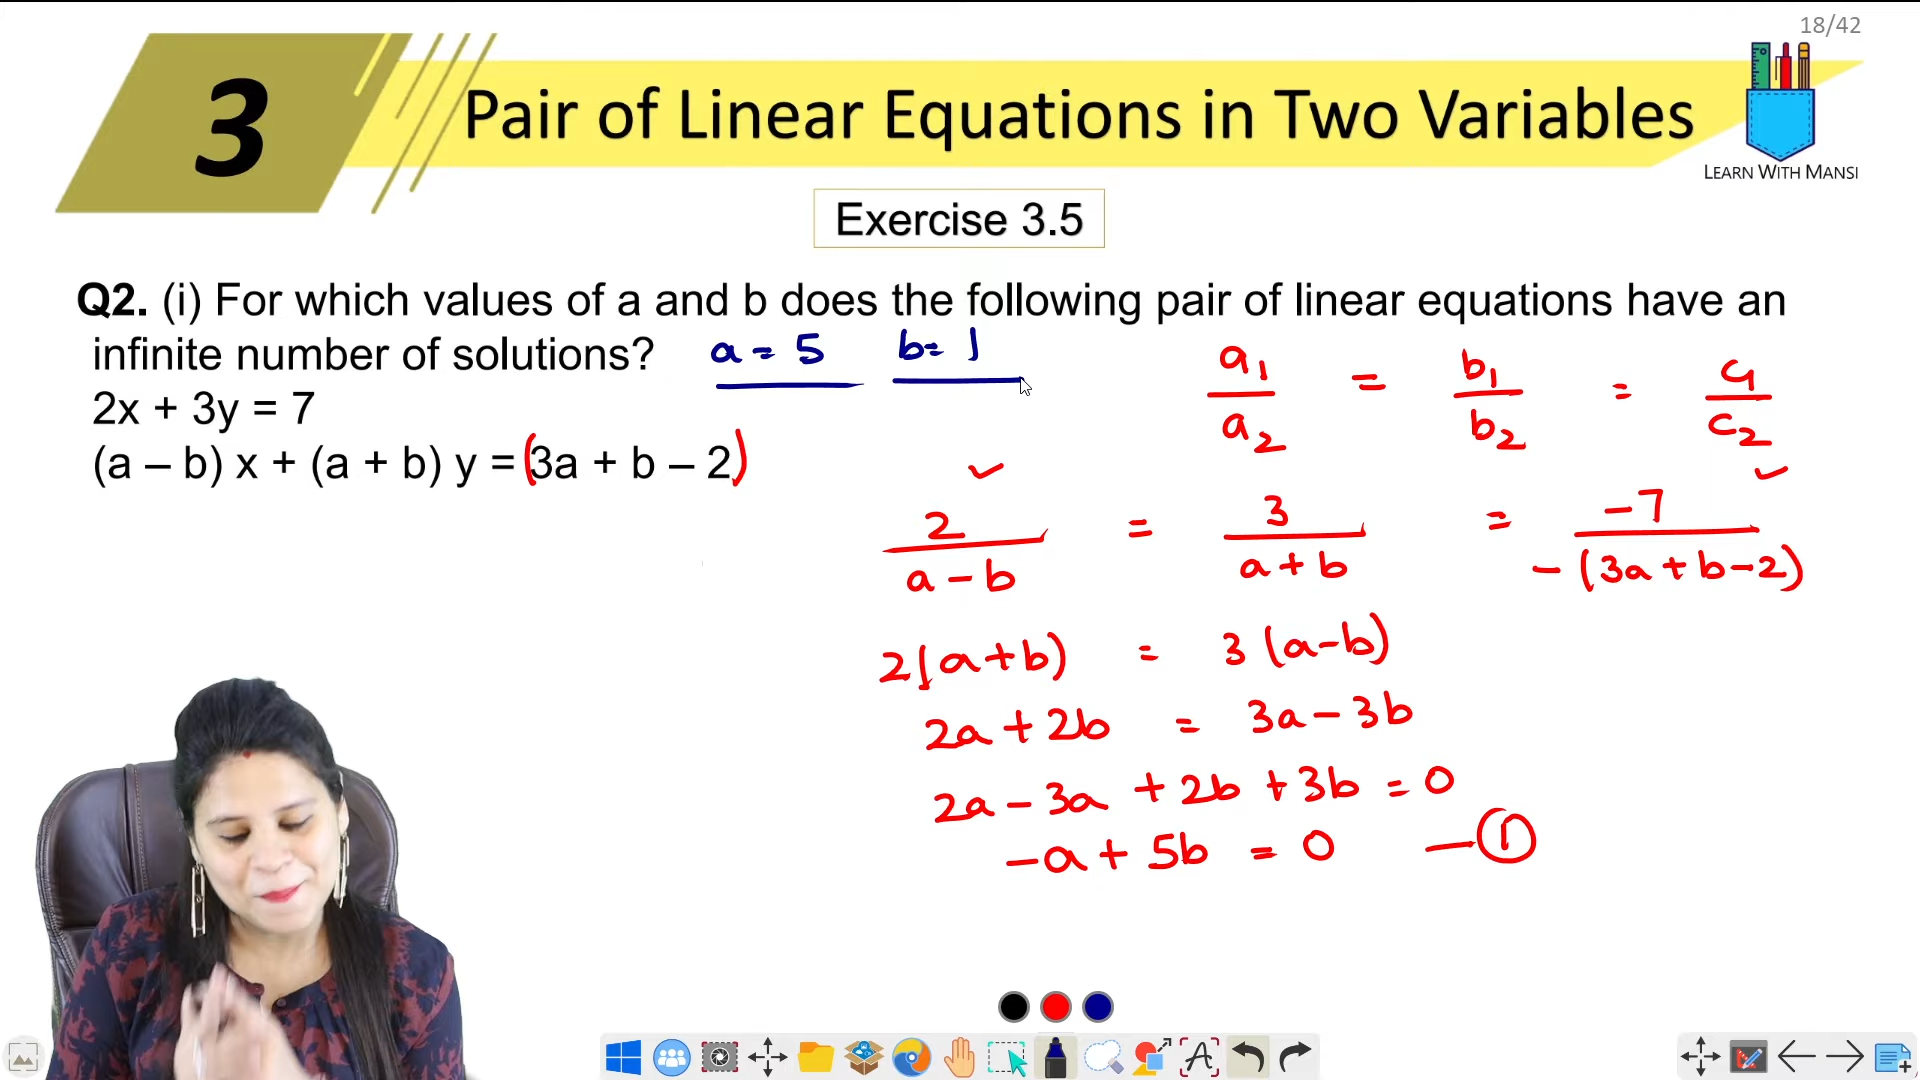 18/42
3
Pair of Linear Equations in Two Variables
LEARN WITH MANSI
Exercise 3.5
Q2. (i) For which values of a and b does the following pair of linear equations have an
infinite number of solutions? a = 5 b = 1
2x + 3y = 7
(a – b) x + (a + b) y = (3a + b – 2)
a₁/a₂ = b₁/b₂ = c₁/c₂
2/(a - b) = 3/(a + b) = -7/-(3a + b - 2)
2(a+b) = 3(a-b)
2a + 2b = 3a - 3b
2a - 3a + 2b + 3b = 0
-a + 5b = 0 - ①